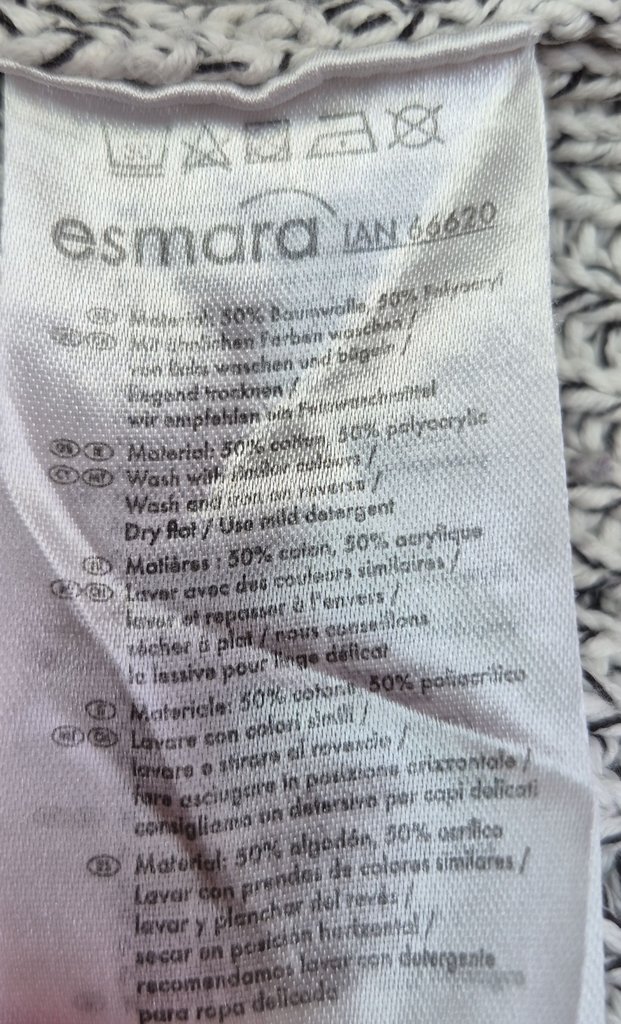 esmara IAN 66620
Material: 50% Baumwolle, 50% Polyacryl
Mit ähnlichen Farben waschen /
von links waschen und bügeln /
liegend trocknen /
wir empfehlen ein Feinwaschmittel
Material: 50% cotton, 50% polyacrylic
Wash with similar colours /
Wash and iron on reverse /
Dry flat / Use mild detergent
Matières : 50% coton, 50% acrylique
Laver avec des couleurs similaires /
laver et repasser à l'envers /
sécher à plat / nous conseillons
la lessive pour linge délicat
Materiale: 50% cotone, 50% poliacrilico
Lavare con colori simili /
lavare e stirare al rovescio /
fare asciugare in posizione orizzontale /
consigliamo un detersivo per capi delicati
ES Material: 50% algodón, 50% acrílico
Lavar con prendas de colores similares /
lavar y planchar del revés /
secar en posición horizontal /
recomendamos lavar con detergente
para ropa delicada